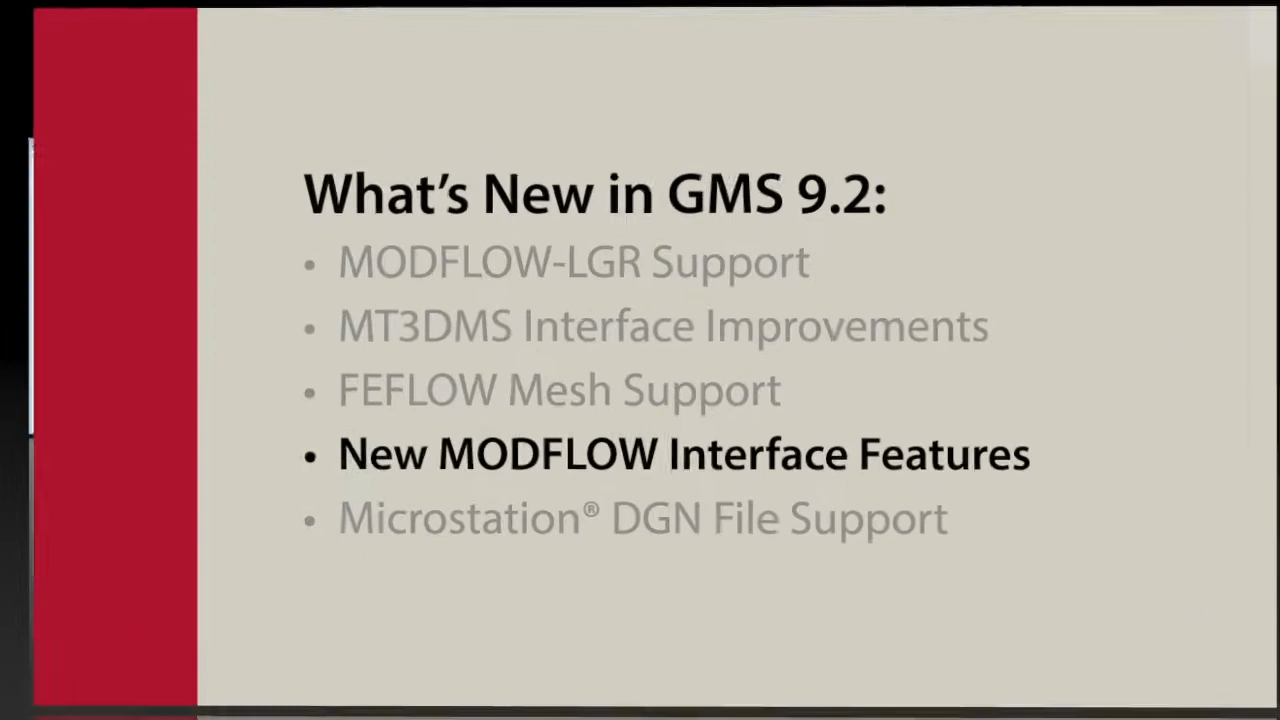 What's New in GMS 9.2:
• MODFLOW-LGR Support
• MT3DMS Interface Improvements
• FEFLOW Mesh Support
• New MODFLOW Interface Features
• Microstation® DGN File Support